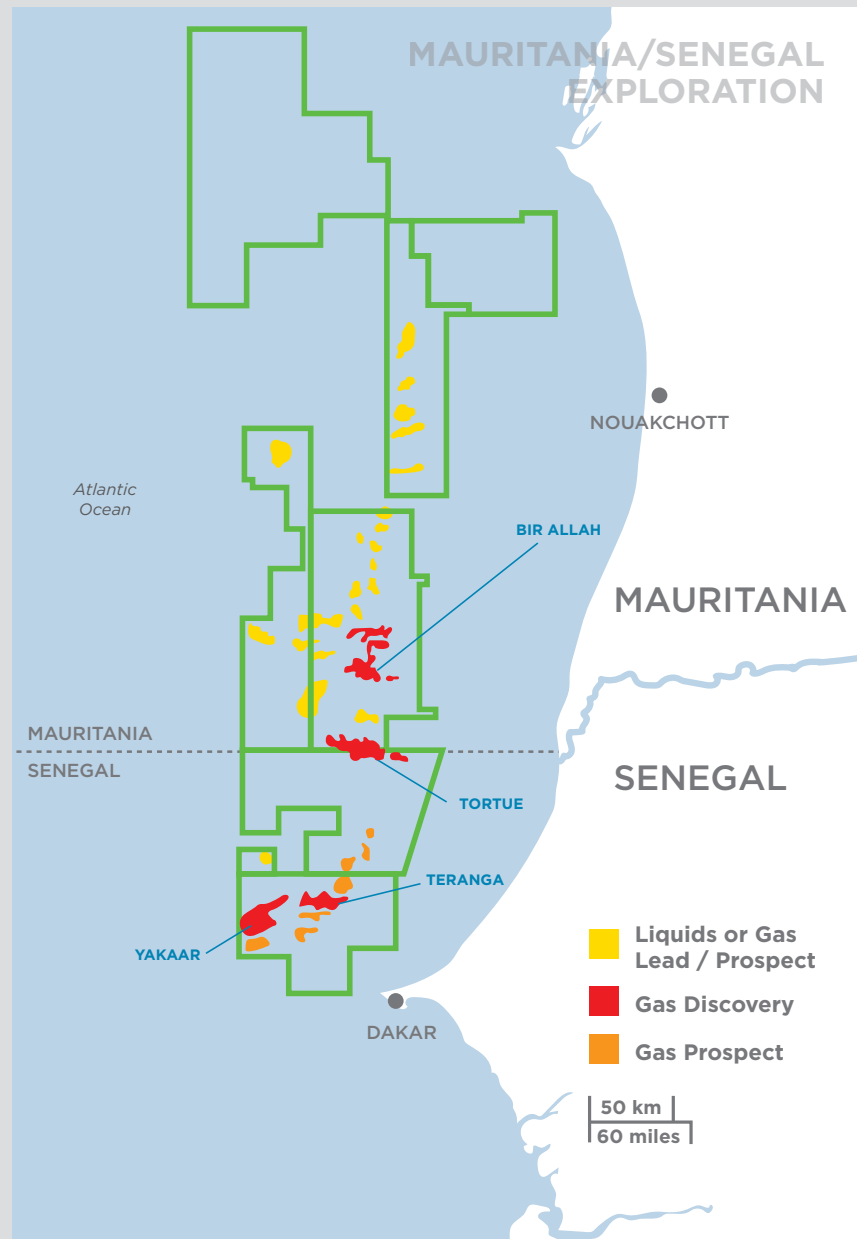 MAURITANIA/SENEGAL
EXPLORATION
NOUAKCHOTT
Atlantic
Ocean
BIR ALLAH
MAURITANIA
MAURITANIA
SENEGAL
SENEGAL
TORTUE
TERANGA
YAKAAR
DAKAR
Liquids or Gas
Lead / Prospect
Gas Discovery
Gas Prospect
50 km
60 miles